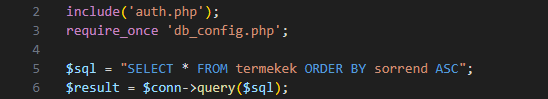 2 include('auth.php');
3 require_once 'db_config.php';
4
5 $sql = "SELECT * FROM termekek ORDER BY sorrend ASC";
6 $result = $conn->query($sql);